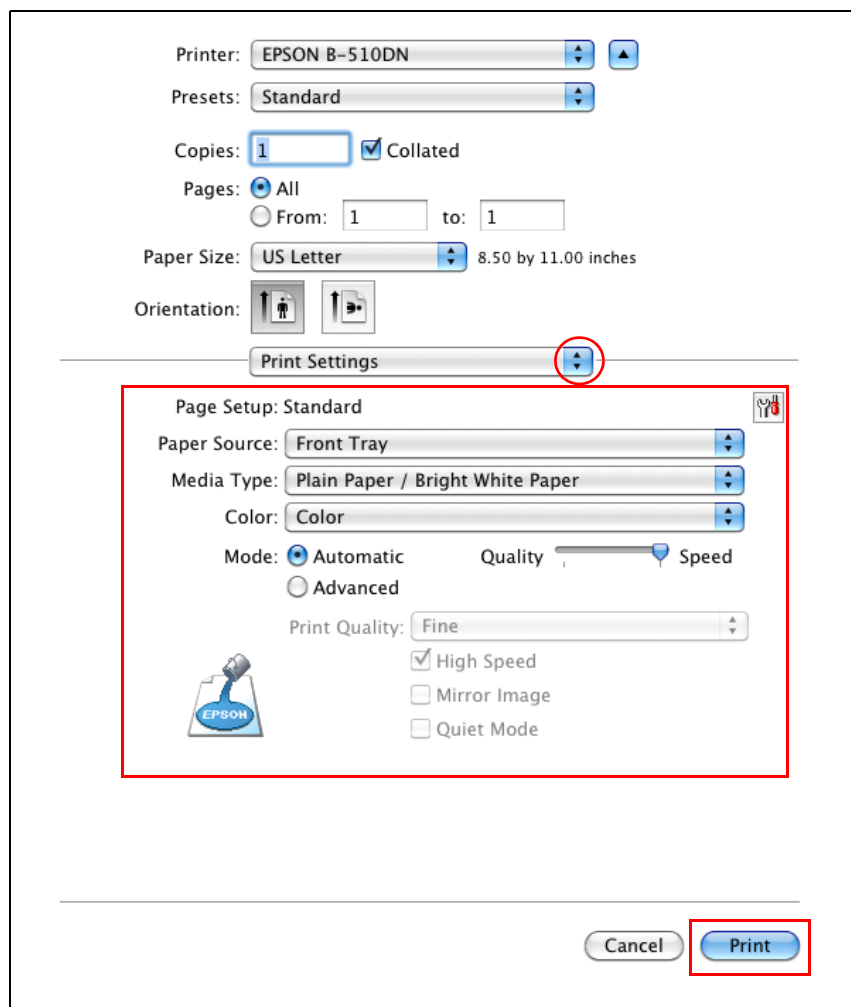 Printer: EPSON B-510DN
Presets: Standard
Copies: 1 Collated
Pages: All
From: 1 to: 1
Paper Size: US Letter 8.50 by 11.00 inches
Orientation:
Print Settings
Page Setup: Standard
Paper Source: Front Tray
Media Type: Plain Paper / Bright White Paper
Color: Color
Mode: Automatic Quality Speed
Advanced
Print Quality: Fine
High Speed
Mirror Image
Quiet Mode
EPSON
Cancel Print